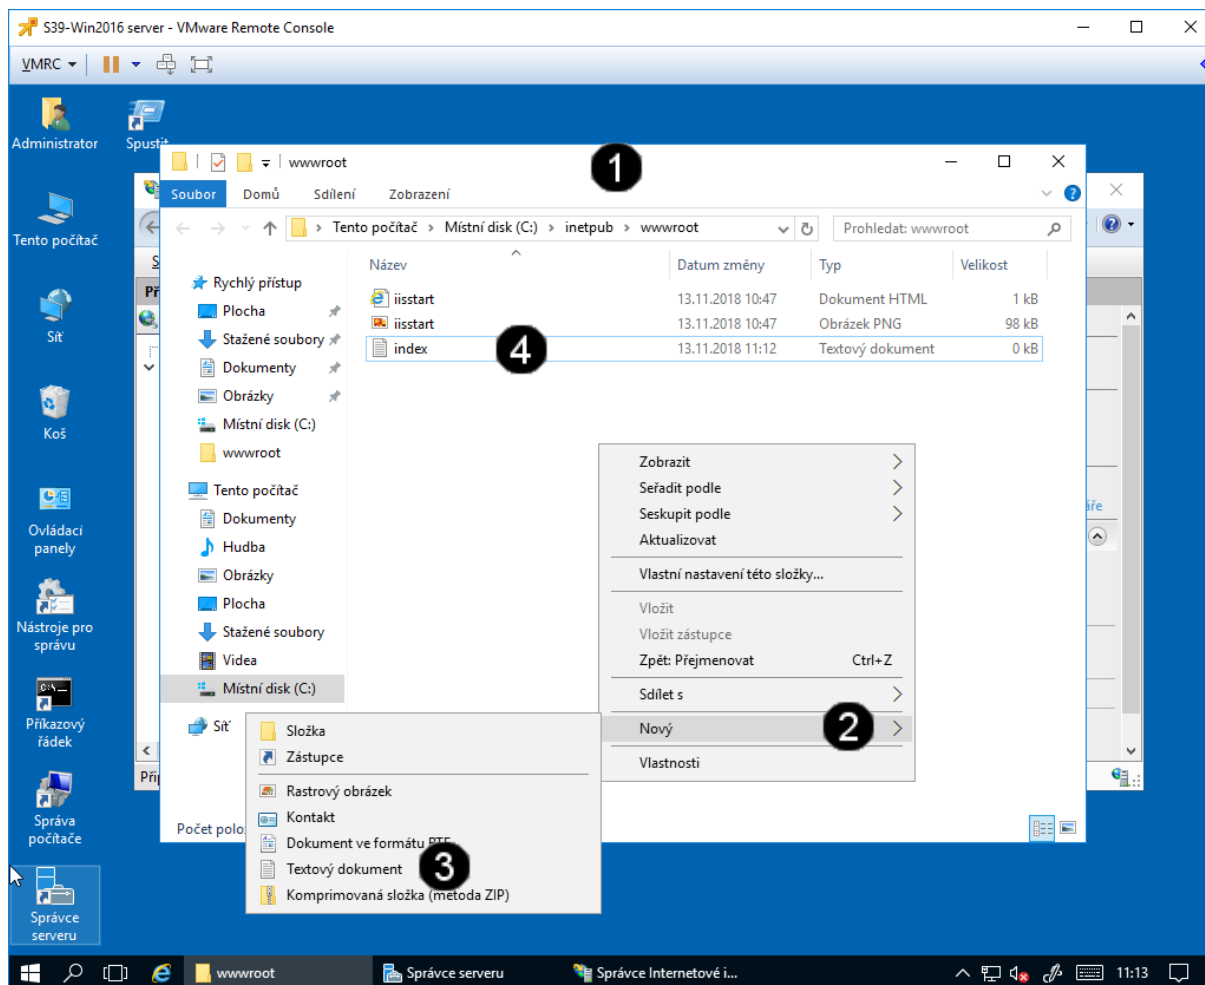 S39-Win2016 server - VMware Remote Console
VMRC
Administrator
Spustit
Tento počítač
Síť
Koš
Ovládací
panely
Nástroje pro
správu
Příkazový
řádek
Správa
počítače
Správce
serveru
wwwroot
1
Soubor Domů Sdílení Zobrazení
Tento počítač > Místní disk (C:) > inetpub > wwwroot
Prohledat: wwwroot
Název Datum změny Typ Velikost
iisstart 13.11.2018 10:47 Dokument HTML 1 kB
iisstart 13.11.2018 10:47 Obrázek PNG 98 kB
index 13.11.2018 11:12 Textový dokument 0 kB
4
Rychlý přístup
Plocha
Stažené soubory
Dokumenty
Obrázky
Místní disk (C:)
wwwroot
Tento počítač
Dokumenty
Hudba
Obrázky
Plocha
Stažené soubory
Videa
Místní disk (C:)
Síť
Zobrazit
Seřadit podle
Seskupit podle
Aktualizovat
Vlastní nastavení této složky...
Vložit
Vložit zástupce
Zpět: Přejmenovat Ctrl+Z
Sdílet s
Nový
2
Vlastnosti
Složka
Zástupce
Rastrový obrázek
Kontakt
Dokument ve formátu RTF
Textový dokument
3
Komprimovaná složka (metoda ZIP)
Počet polo
wwwroot
Správce serveru
Správce Internetové i...
11:13